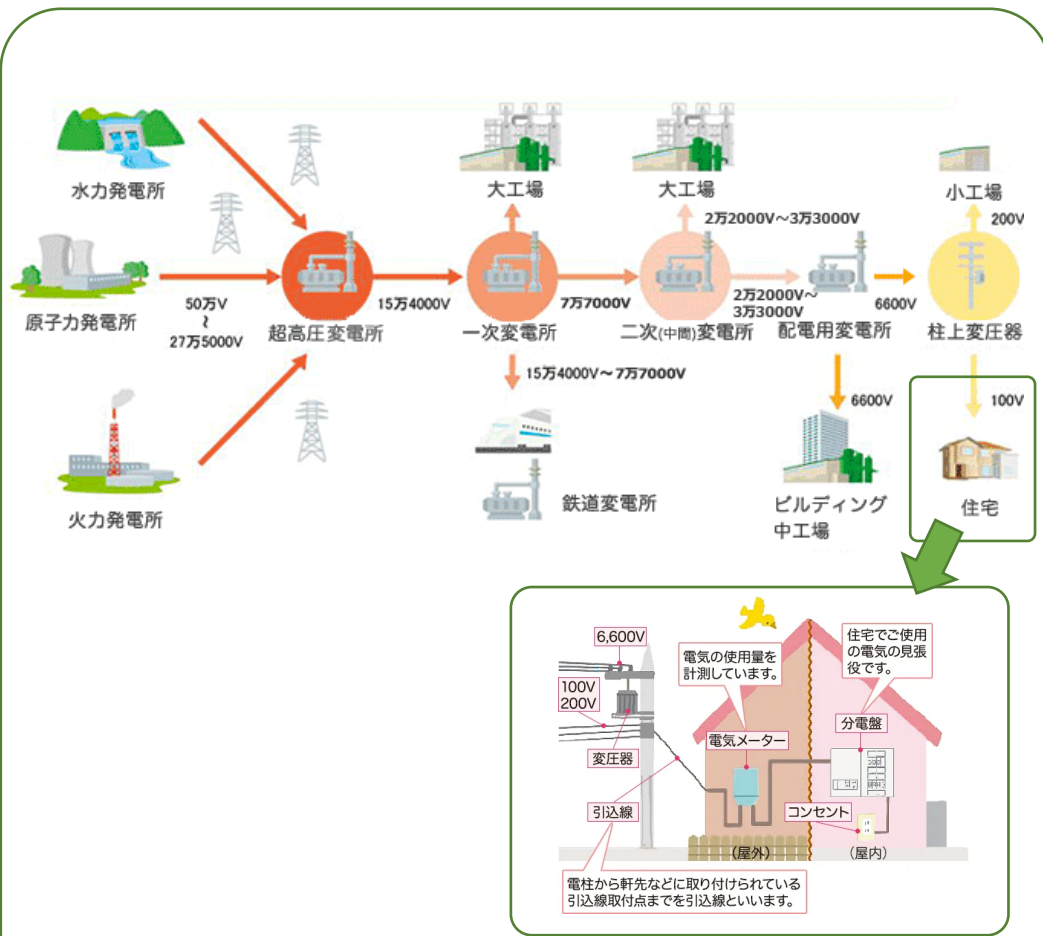 水力発電所
原子力発電所
火力発電所
50万V
～
27万5000V
超高圧変電所
15万4000V
大工場
一次変電所
15万4000V～7万7000V
鉄道変電所
7万7000V
大工場
2万2000V～3万3000V
二次(中間)変電所
2万2000V～
3万3000V
配電用変電所
6600V
ビルディング
中工場
6600V
小工場
200V
柱上変圧器
100V
住宅
6,600V
100V
200V
変圧器
引込線
電柱から軒先などに取り付けられている
引込線取付点までを引込線といいます。
電気の使用量を
計測しています。
電気メーター
住宅でご使用
の電気の見張
役です。
分電盤
コンセント
(屋外)
(屋内)